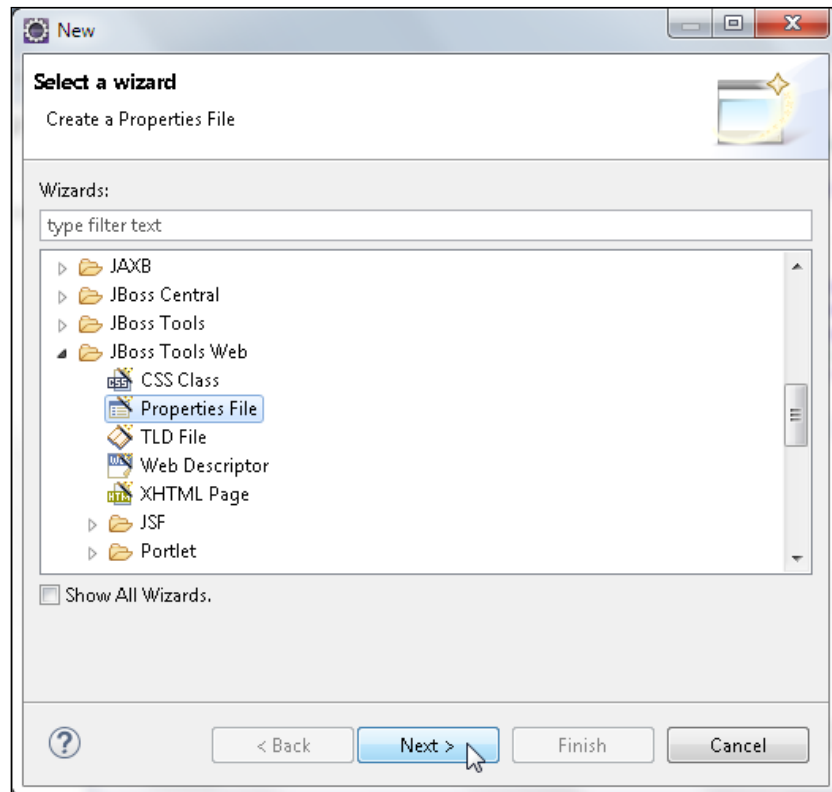 New
Select a wizard
Create a Properties File
Wizards:
type filter text
JAXB
JBoss Central
JBoss Tools
JBoss Tools Web
CSS Class
Properties File
TLD File
Web Descriptor
XHTML Page
JSF
Portlet
Show All Wizards.
? < Back Next > Finish Cancel